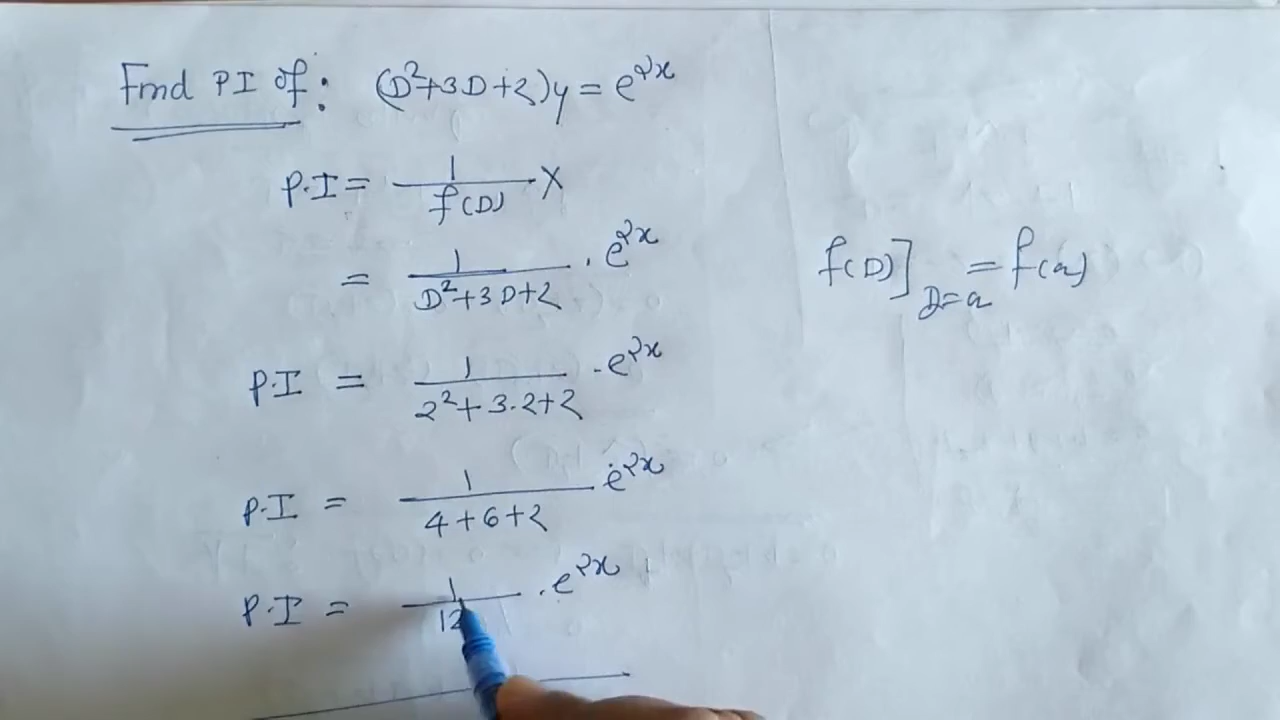 Find PI of: (D²+3D+2)y = e²ˣ
P.I = 1/f(D) X
= 1/(D²+3D+2) . e²ˣ
f(D)]D=a = f(a)
P.I = 1/(2²+3.2+2) . e²ˣ
P.I = 1/(4+6+2) . e²ˣ
P.I = 1/12 . e²ˣ